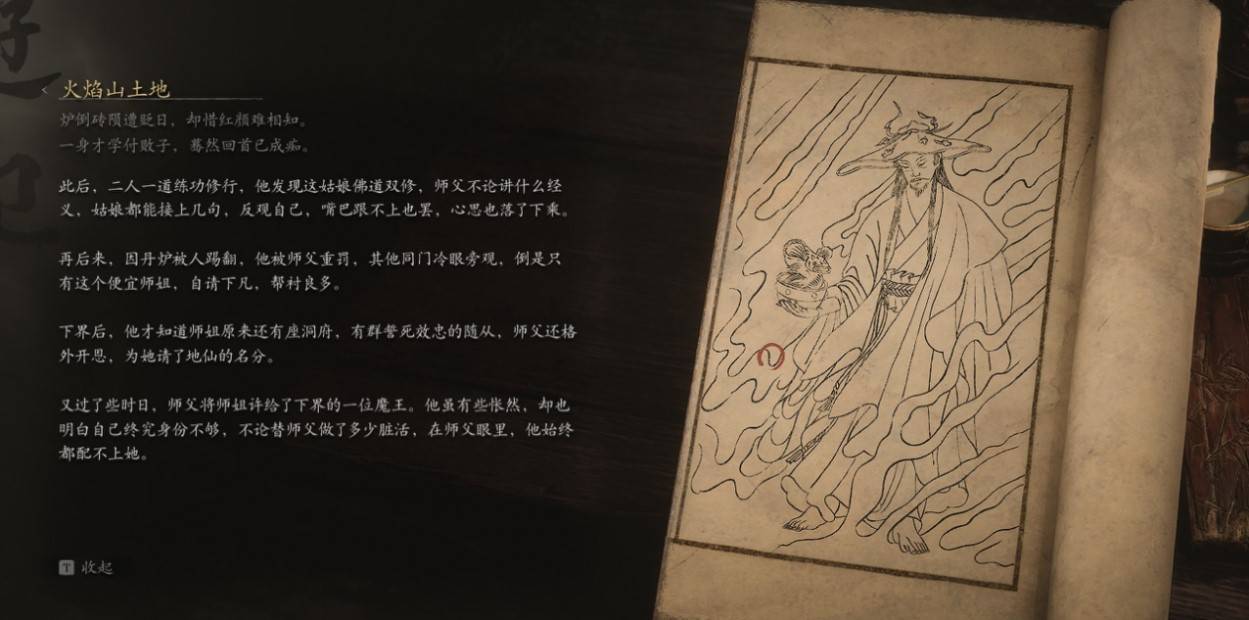 火焰山土地
炉倒砖陨遭贬日，却惜红颜难相知。
一身才学付败子，蓦然回首已成痴。
此后，二人一道练功修行，他发现这姑娘佛道双修，师父不论讲什么经
义，姑娘都能接上几句，反观自己，嘴巴跟不上也罢，心思也落了下乘。
再后来，因丹炉被人踢翻，他被师父重罚，其他同门冷眼旁观，倒是只
有这个便宜师姐，自请下凡，帮衬良多。
下界后，他才知道师姐原来还有座洞府，有群誓死效忠的随从，师父还格
外开恩，为她请了地仙的名分。
又过了些时日，师父将师姐许给了下界的一位魔王。他虽有些怅然，却也
明白自己终究身份不够，不论替师父做了多少脏活，在师父眼里，他始终
都配不上她。
T 收起